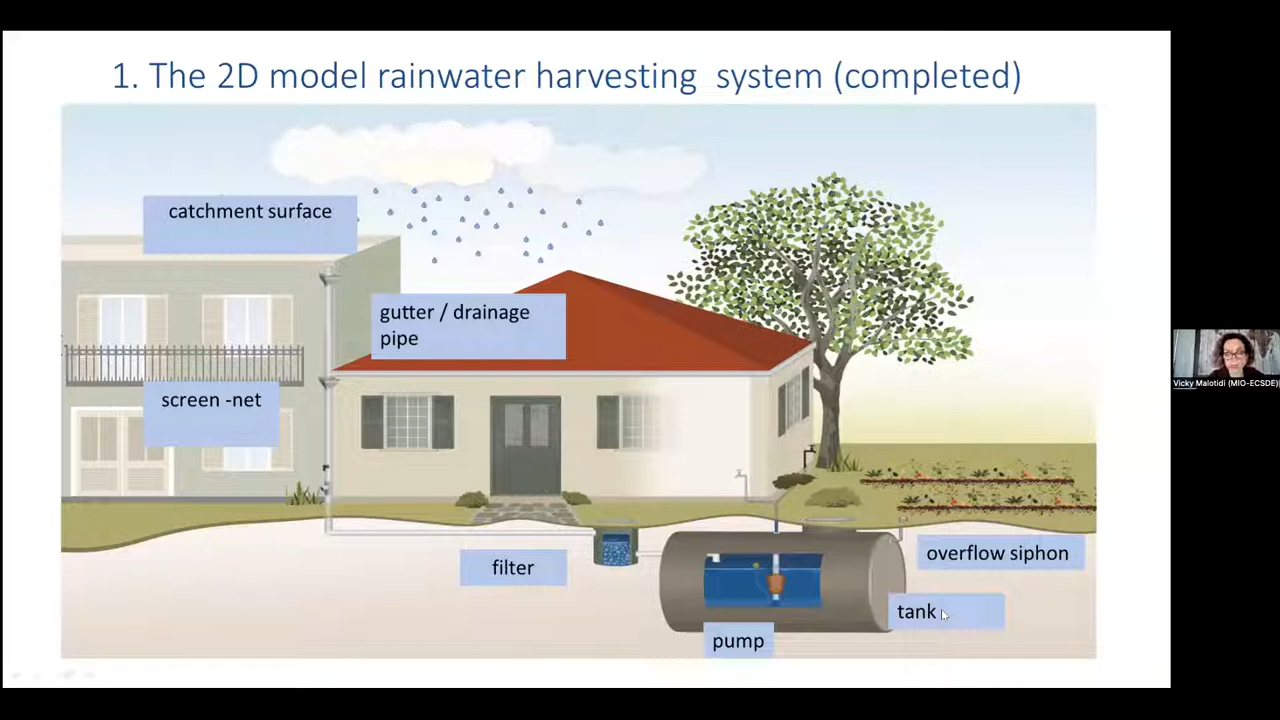 1. The 2D model rainwater harvesting system (completed)
catchment surface
gutter / drainage
pipe
screen -net
filter
overflow siphon
tank
pump
Vicky Malotidi (MIO-ECSDE)